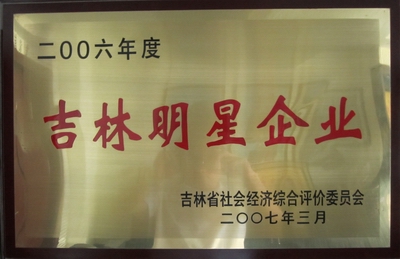 二〇〇六年度
吉林明星企业
吉林省社会经济综合评价委员会
二〇〇七年三月